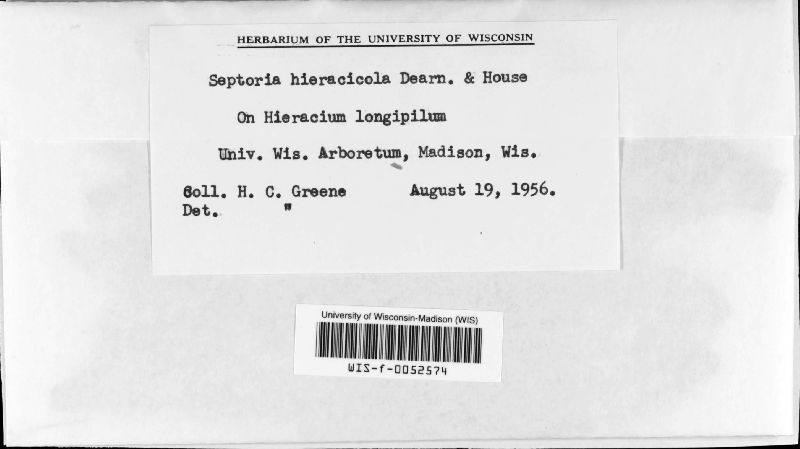 HERBARIUM OF THE UNIVERSITY OF WISCONSIN
Septoria hieracicola Dearn. & House
On Hieracium longipilum
Univ. Wis. Arboretum, Madison, Wis.
Coll. H. C. Greene August 19, 1956.
Det. "
University of Wisconsin-Madison (WIS)
WIS-f-0052574